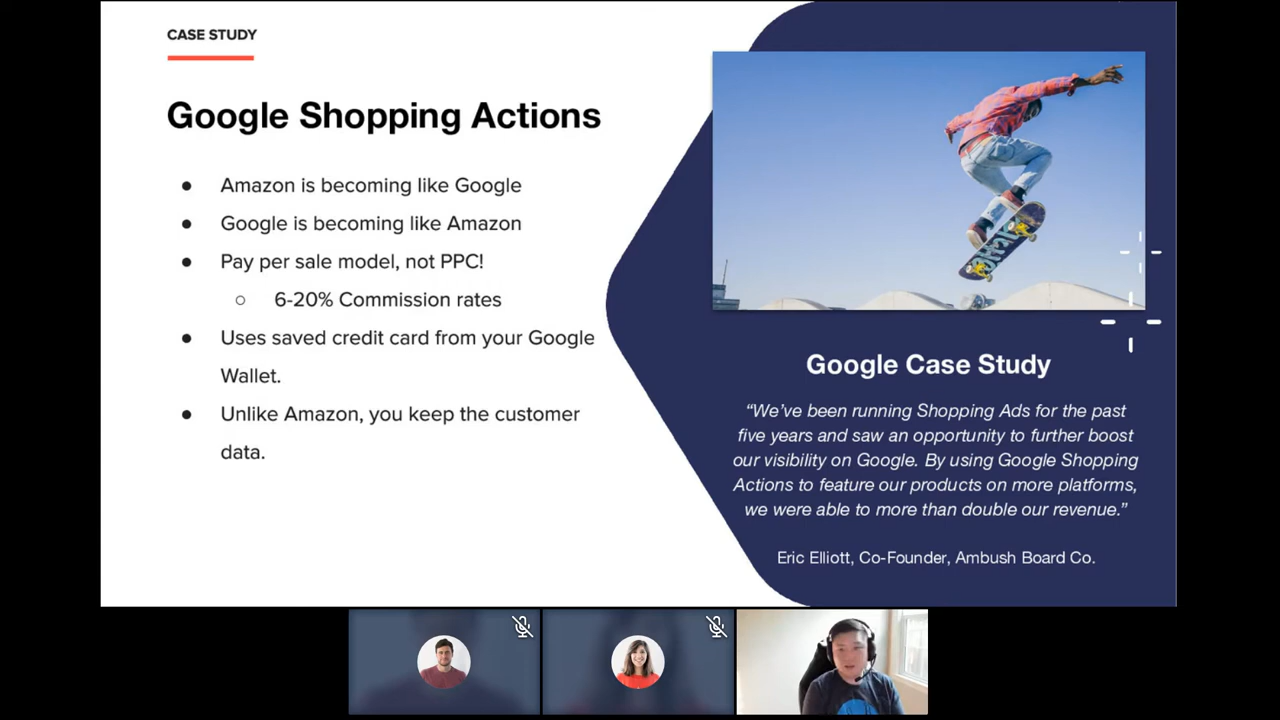 CASE STUDY
Google Shopping Actions
● Amazon is becoming like Google
● Google is becoming like Amazon
● Pay per sale model, not PPC!
○ 6-20% Commission rates
● Uses saved credit card from your Google
Wallet.
● Unlike Amazon, you keep the customer
data.
Google Case Study
“We’ve been running Shopping Ads for the past
five years and saw an opportunity to further boost
our visibility on Google. By using Google Shopping
Actions to feature our products on more platforms,
we were able to more than double our revenue.”
Eric Elliott, Co-Founder, Ambush Board Co.